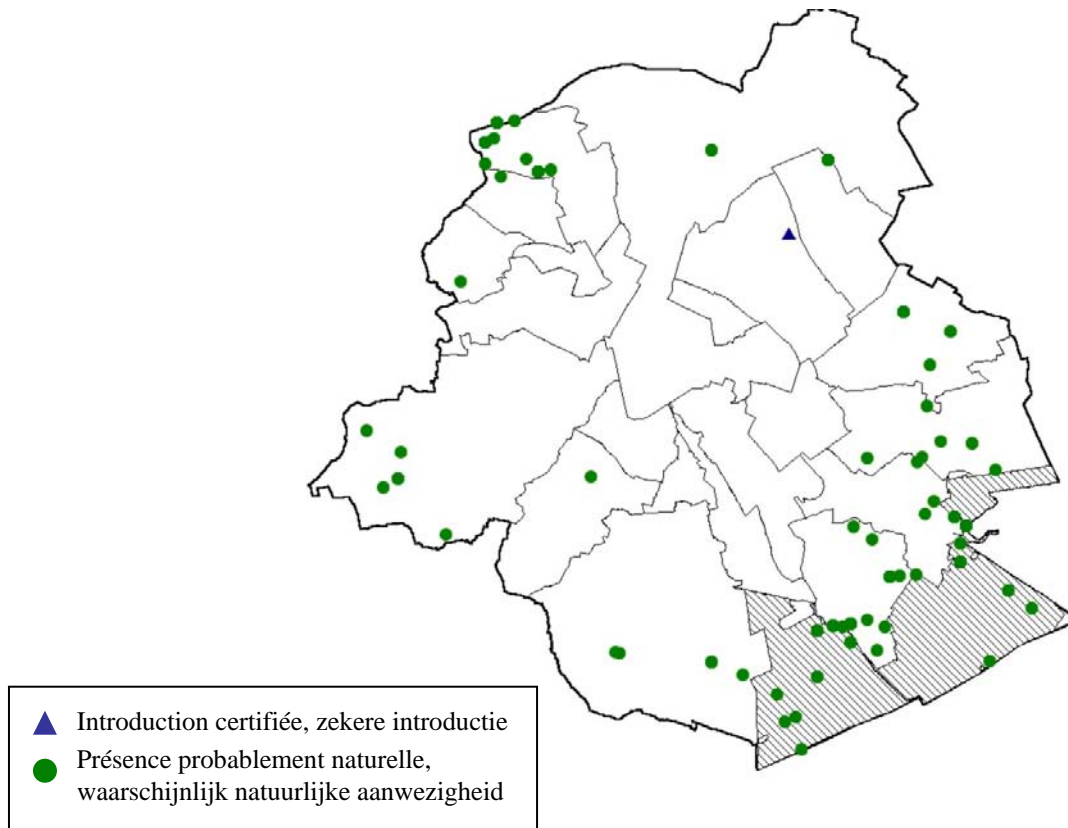 Introduction certifiée, zekere introductie
Présence probablement naturelle,
waarschijnlijk natuurlijke aanwezigheid